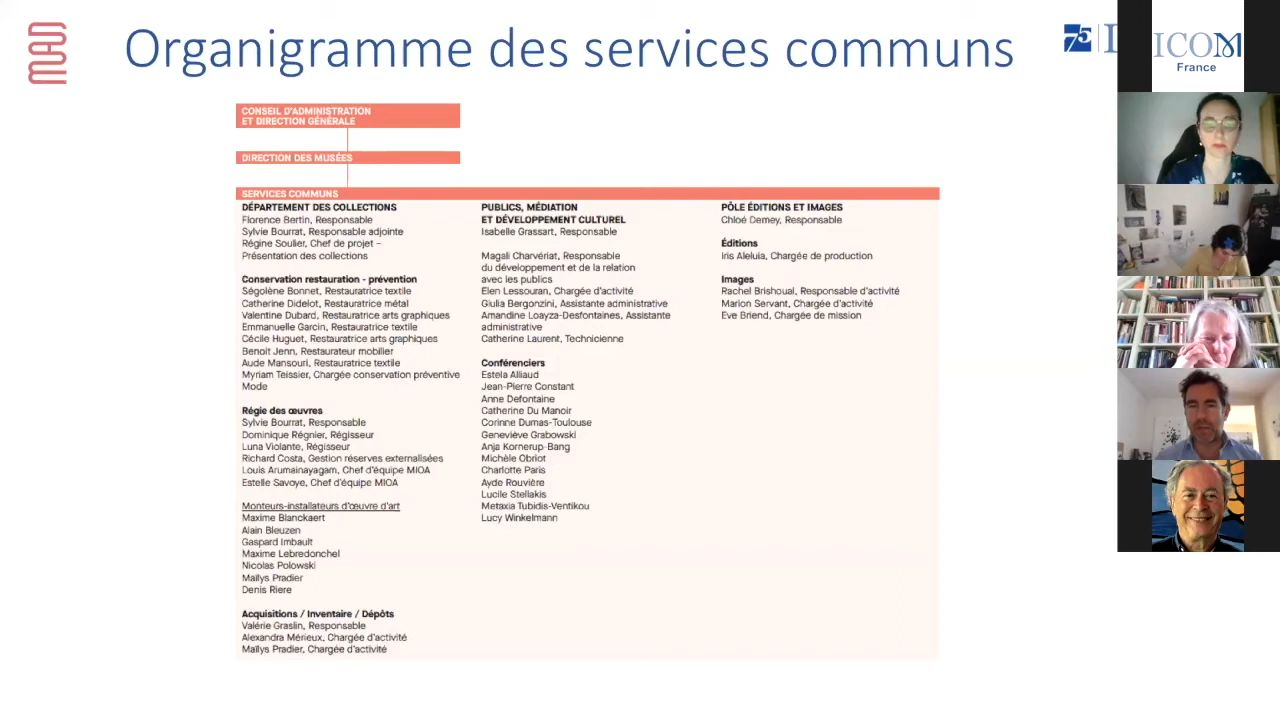 MAD
Organigramme des services communs
75
ICOM
France
CONSEIL D'ADMINISTRATION
ET DIRECTION GÉNÉRALE
DIRECTION DES MUSÉES
SERVICES COMMUNS
DÉPARTEMENT DES COLLECTIONS
Florence Bertin, Responsable
Sylvie Bourrat, Responsable adjointe
Régine Soulier, Chef de projet –
Présentation des collections
Conservation restauration - prévention
Ségolène Bonnet, Restauratrice textile
Catherine Didelot, Restauratrice métal
Valentine Dubard, Restauratrice arts graphiques
Emmanuelle Garcin, Restauratrice textile
Cécile Huguet, Restauratrice arts graphiques
Benoit Jenn, Restaurateur mobilier
Aude Mansouri, Restauratrice textile
Myriam Teissier, Chargée conservation préventive
Mode
Régie des œuvres
Sylvie Bourrat, Responsable
Dominique Régnier, Régisseur
Luna Violante, Régisseur
Richard Costa, Gestion réserves externalisées
Louis Arumainayagam, Chef d'équipe MIOA
Estelle Savoye, Chef d'équipe MIOA
Monteurs-installateurs d'œuvre d'art
Maxime Blanckaert
Alain Bleuzen
Gaspard Imbault
Maxime Lebredonchel
Nicolas Polowski
Maïlys Pradier
Denis Riere
Acquisitions / Inventaire / Dépôts
Valérie Graslin, Responsable
Alexandra Mérieux, Chargée d'activité
Maïlys Pradier, Chargée d'activité
PUBLICS, MÉDIATION
ET DÉVELOPPEMENT CULTUREL
Isabelle Grassart, Responsable
Magali Charvériat, Responsable
du développement et de la relation
avec les publics
Elen Lessouran, Chargée d'activité
Giulia Bergonzini, Assistante administrative
Amandine Loayza-Desfontaines, Assistante
administrative
Catherine Laurent, Technicienne
Conférenciers
Estela Alliaud
Jean-Pierre Constant
Anne Defontaine
Catherine Du Manoir
Corinne Dumas-Toulouse
Geneviève Grabowski
Anja Kornerup-Bang
Michèle Obriot
Charlotte Paris
Ayde Rouvière
Lucile Stellakis
Metaxia Tubidis-Ventikou
Lucy Winkelmann
PÔLE ÉDITIONS ET IMAGES
Chloé Demey, Responsable
Éditions
Iris Aleluia, Chargée de production
Images
Rachel Brishoual, Responsable d'activité
Marion Servant, Chargée d'activité
Eve Briend, Chargée de mission